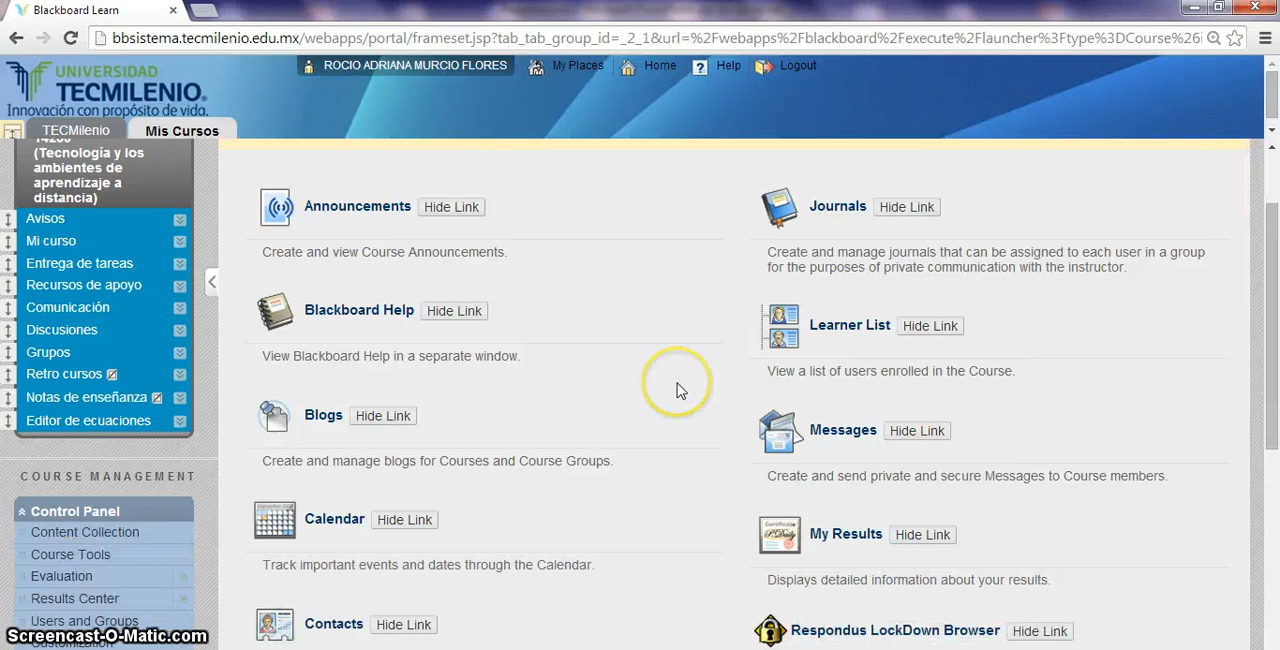 Blackboard Learn
bbsistema.tecmilenio.edu.mx/webapps/portal/frameset.jsp?tab_tab_group_id=_2_1&url=%2Fwebapps%2Fblackboard%2Fexecute%2Flauncher%3Ftype%3DCourse%26i
UNIVERSIDAD
TECMILENIO
Innovación con propósito de vida.
ROCIO ADRIANA MURCIO FLORES
My Places
Home
Help
Logout
TECMilenio
Mis Cursos
(Tecnología y los
ambientes de
aprendizaje a
distancia)
Avisos
Mi curso
Entrega de tareas
Recursos de apoyo
Comunicación
Discusiones
Grupos
Retro cursos
Notas de enseñanza
Editor de ecuaciones
COURSE MANAGEMENT
Control Panel
Content Collection
Course Tools
Evaluation
Results Center
Users and Groups
Customization
Announcements Hide Link
Create and view Course Announcements.
Blackboard Help Hide Link
View Blackboard Help in a separate window.
Blogs Hide Link
Create and manage blogs for Courses and Course Groups.
Calendar Hide Link
Track important events and dates through the Calendar.
Contacts Hide Link
Journals Hide Link
Create and manage journals that can be assigned to each user in a group
for the purposes of private communication with the instructor.
Learner List Hide Link
View a list of users enrolled in the Course.
Messages Hide Link
Create and send private and secure Messages to Course members.
My Results Hide Link
Displays detailed information about your results.
Respondus LockDown Browser Hide Link
Screencast-O-Matic.com